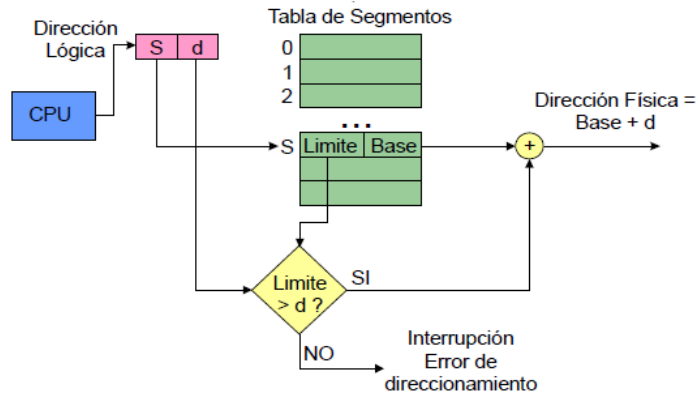 Tabla de Segmentos
Dirección
Lógica
S d
0
1
2
CPU
...
Dirección Física =
Base + d
S Limite Base
+
Limite
> d ?
SI
NO
Interrupción
Error de
direccionamiento